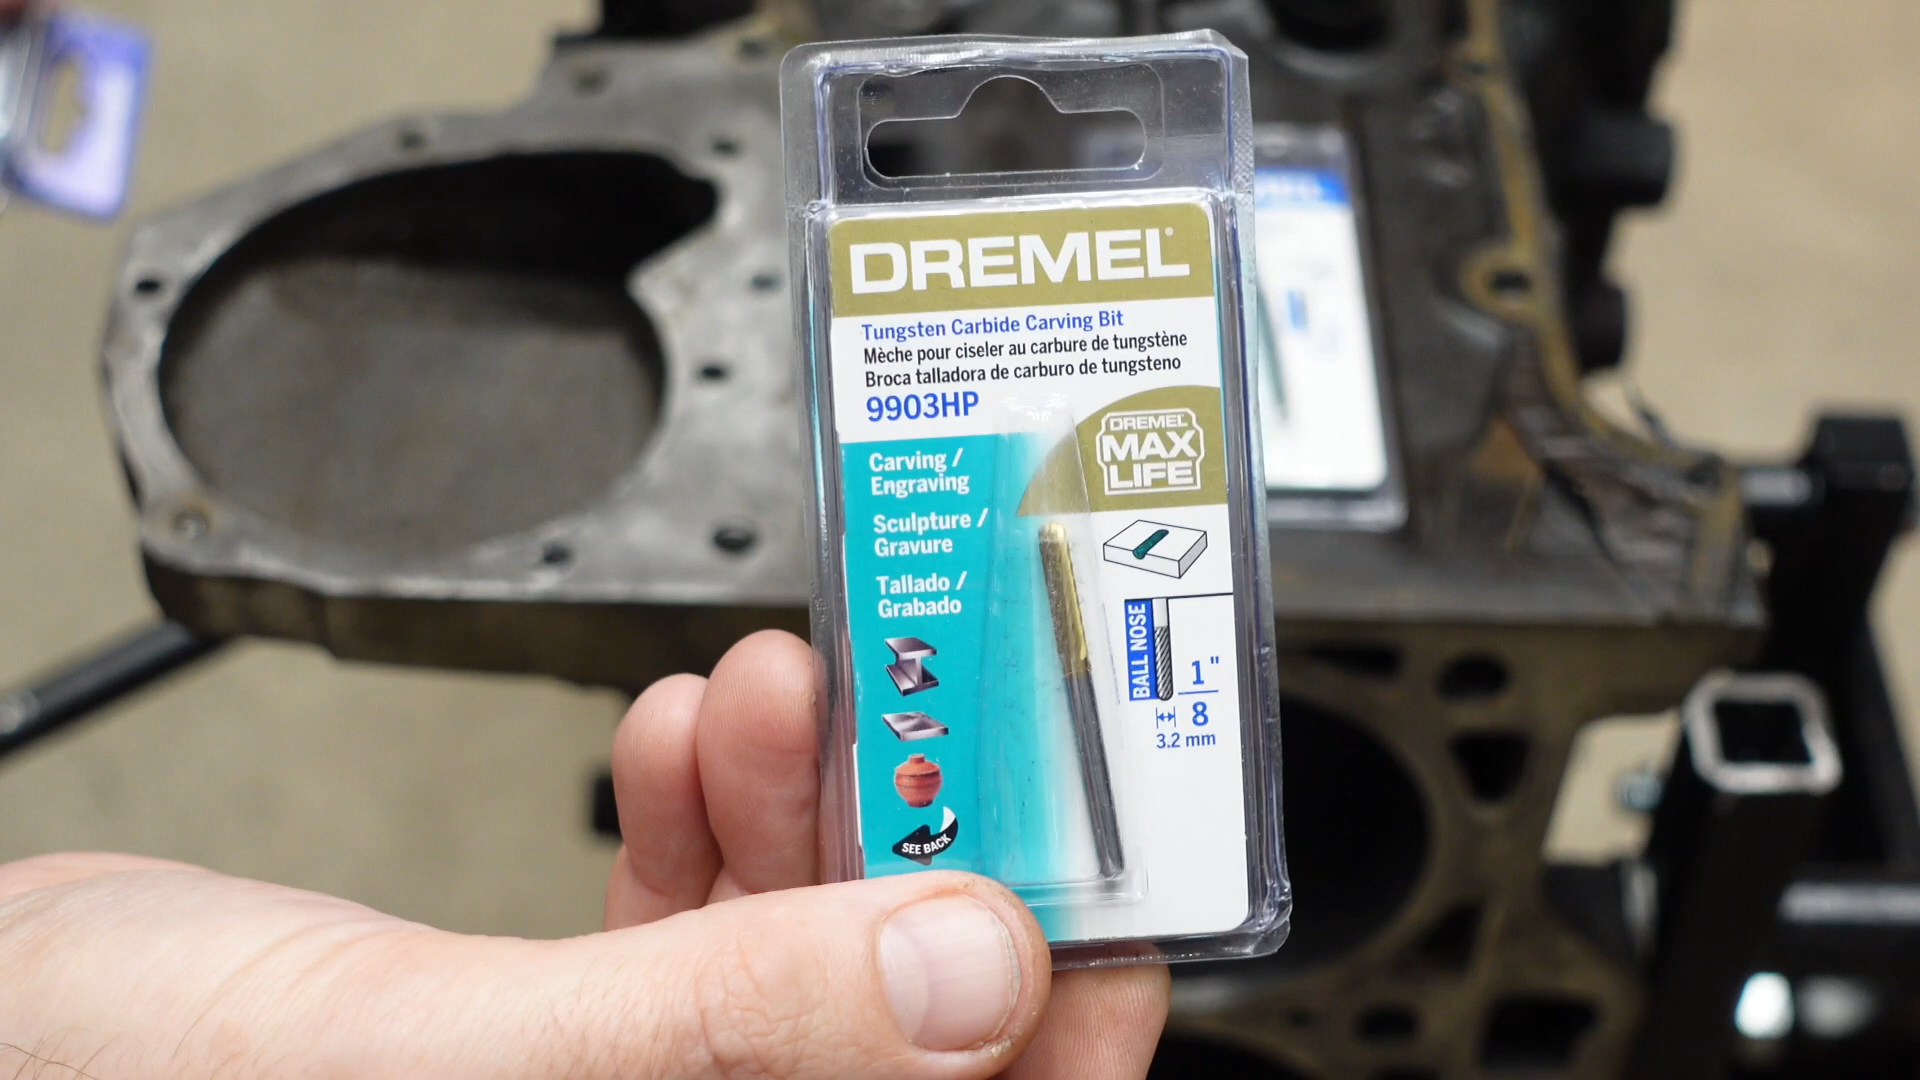 DREMEL
Tungsten Carbide Carving Bit
Mèche pour ciseler au carbure de tungstène
Broca talladora de carburo de tungsteno
9903HP
DREMEL
MAX
LIFE
Carving /
Engraving
Sculpture /
Gravure
Tallado /
Grabado
BALL NOSE
1"
8
3.2 mm
SEE BACK